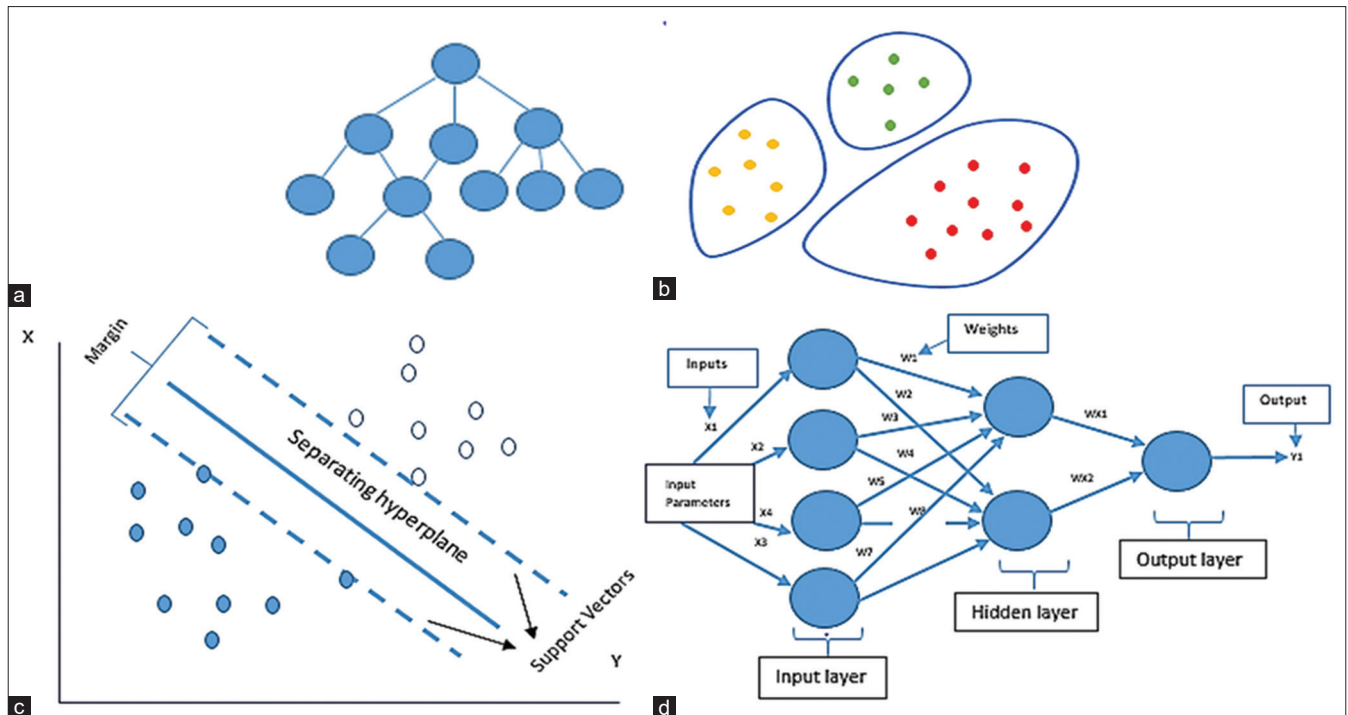 a
b
X
Margin
Separating hyperplane
Support Vectors
Y
c
Weights
Inputs
W1
W2
X1
W3
WX1
Output
X2
W4
Y1
Input
Parameters
W5
WX2
X4
W8
X3
W7
Output layer
Hidden layer
Input layer
d